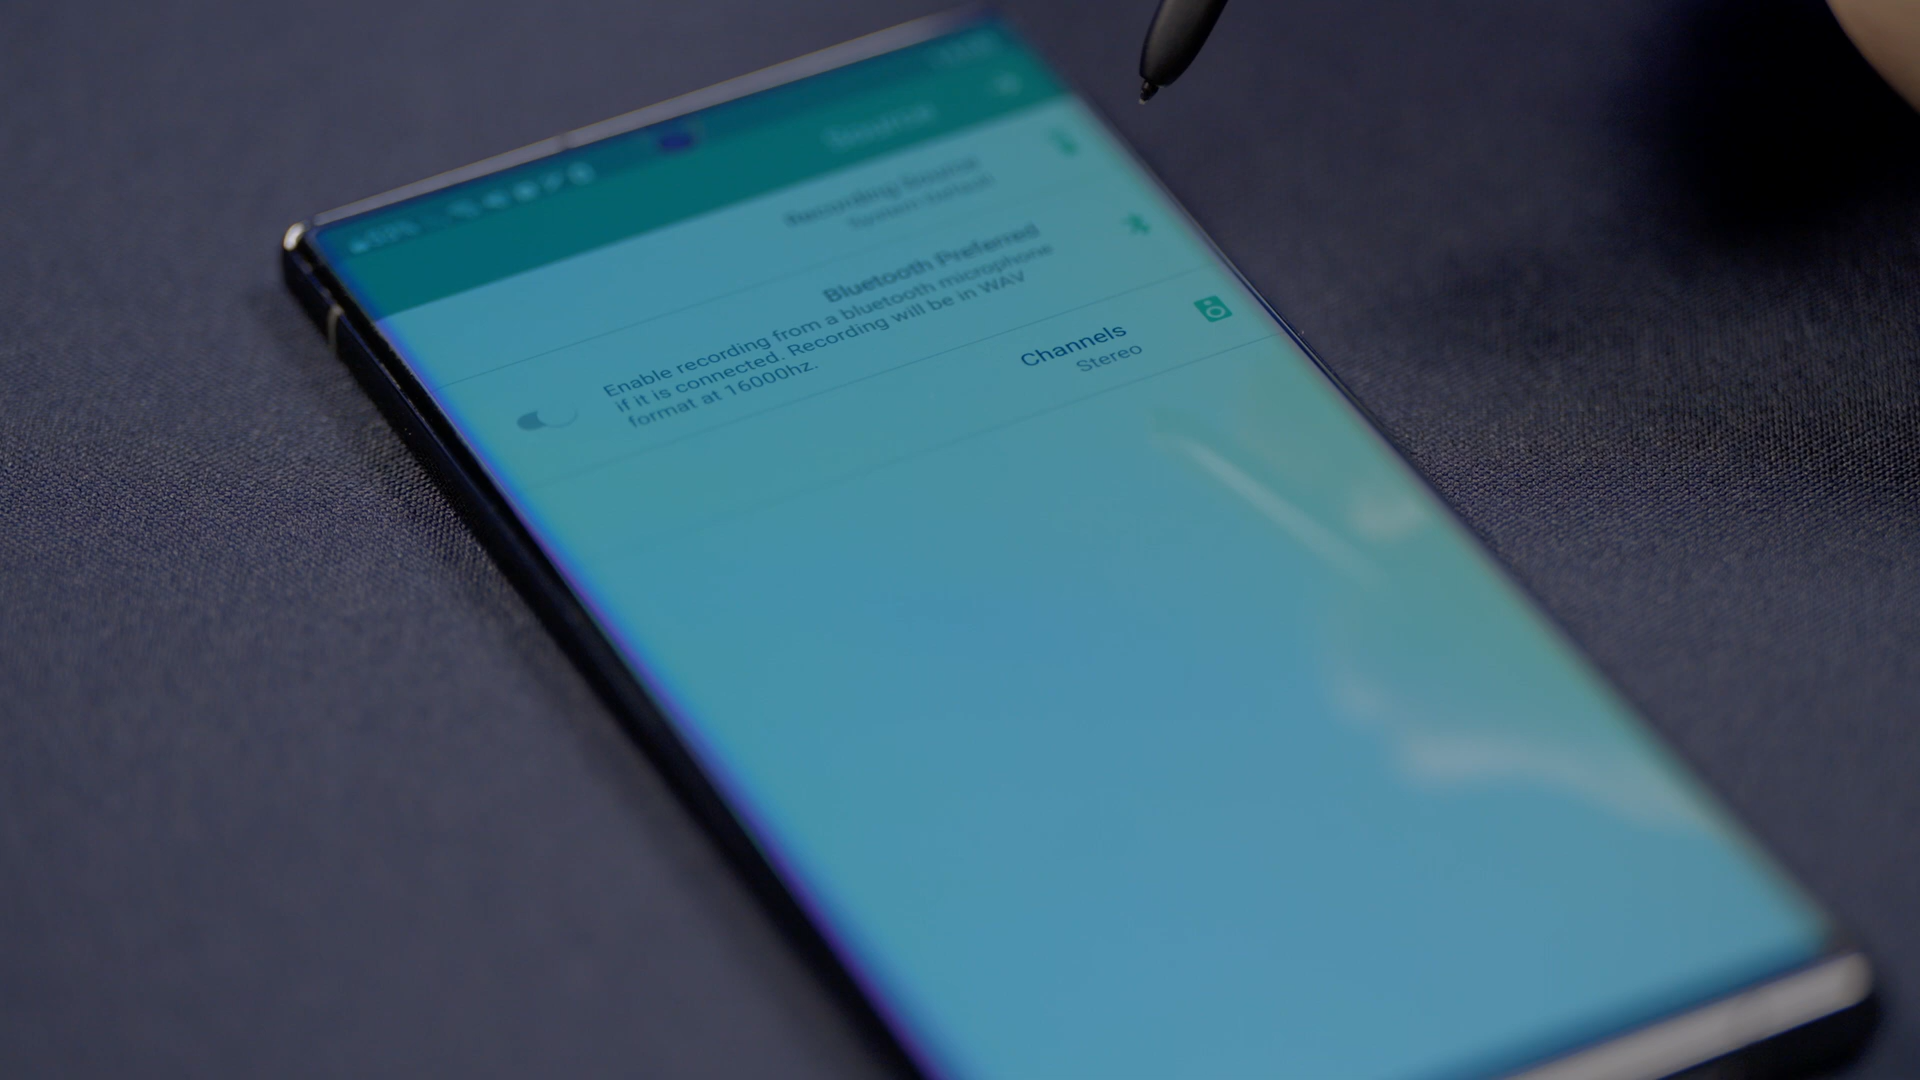 Source
Recording Source
System Default
Bluetooth Preferred
Enable recording from a bluetooth microphone
if it is connected. Recording will be in WAV
format at 16000hz.
Channels
Stereo